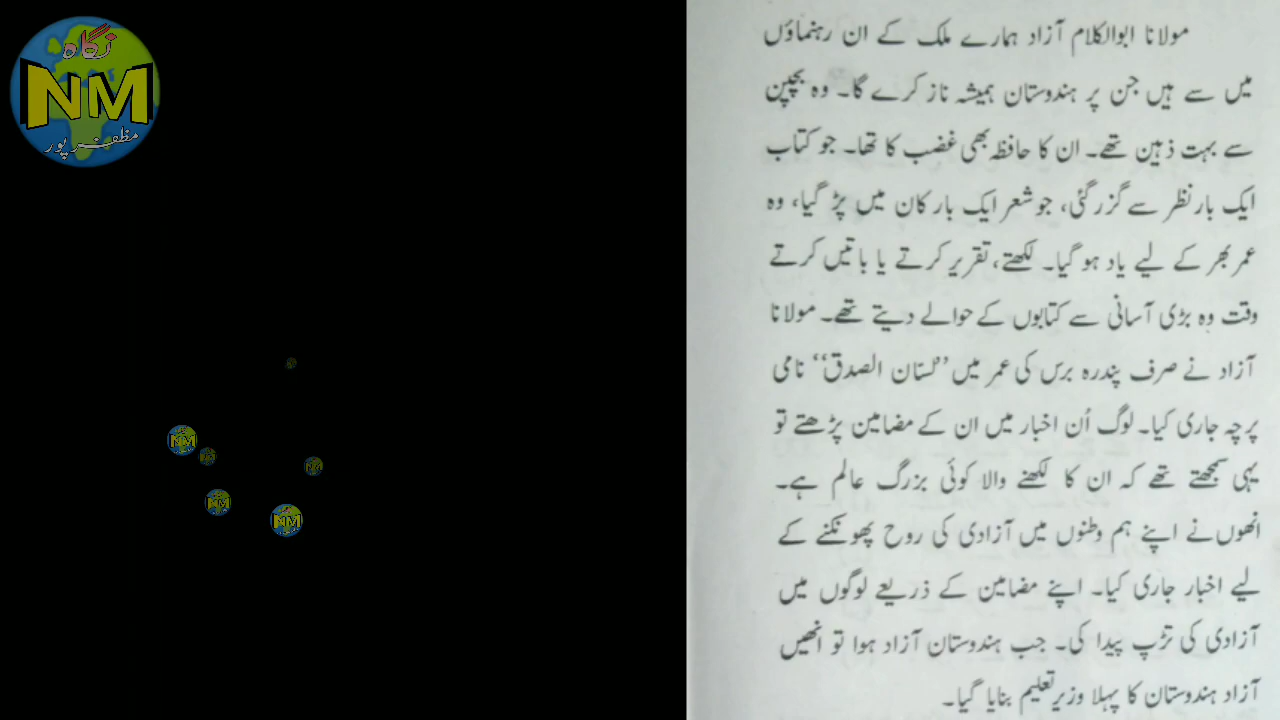 نگاہ
NM
مظفرپور
مولانا ابوالکلام آزاد ہمارے ملک کے ان رہنماؤں
میں سے ہیں جن پر ہندوستان ہمیشہ ناز کرے گا۔ وہ بچپن
سے بہت ذہین تھے۔ ان کا حافظہ بھی غضب کا تھا۔ جو کتاب
ایک بار نظر سے گزر گئی، جو شعر ایک بار کان میں پڑ گیا، وہ
عمر بھر کے لیے یاد ہو گیا۔ لکھتے، تقریر کرتے یا باتیں کرتے
وقت وہ بڑی آسانی سے کتابوں کے حوالے دیتے تھے۔ مولانا
آزاد نے صرف پندرہ برس کی عمر میں ’’لسّان الصدق‘‘ نامی
پرچہ جاری کیا۔ لوگ اُن اخبار میں ان کے مضامین پڑھتے تو
یہی سمجھتے تھے کہ ان کا لکھنے والا کوئی بزرگ عالم ہے۔
انھوں نے اپنے ہم وطنوں میں آزادی کی روح پھونکنے کے
لیے اخبار جاری کیا۔ اپنے مضامین کے ذریعے لوگوں میں
آزادی کی تڑپ پیدا کی۔ جب ہندوستان آزاد ہوا تو انھیں
آزاد ہندوستان کا پہلا وزیر تعلیم بنایا گیا۔
NM
NM
NM
NM